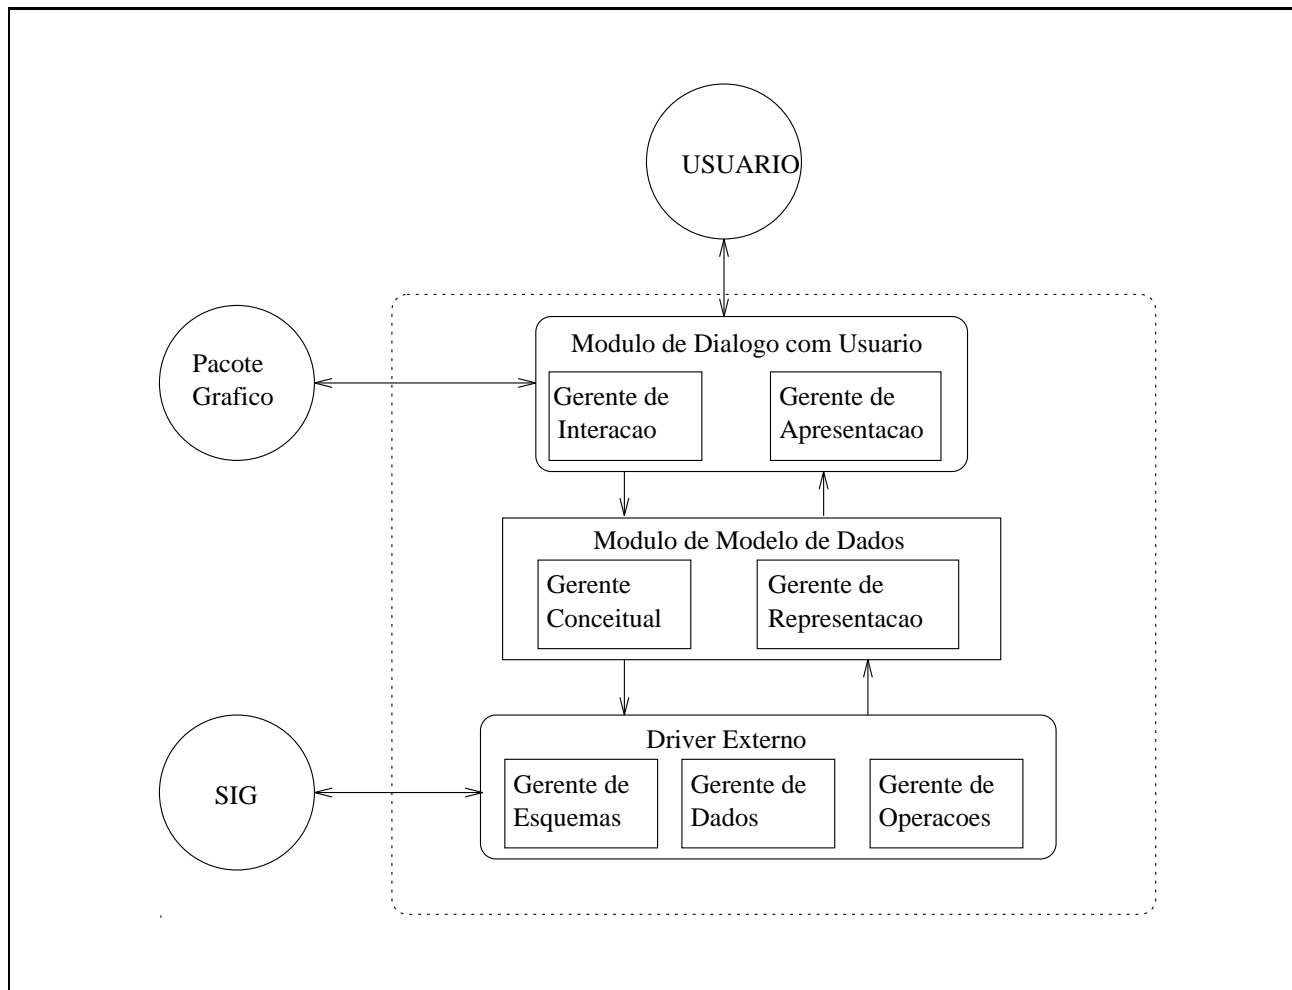 USUARIO
Pacote
Grafico
Modulo de Dialogo com Usuario
Gerente de
Interacao
Gerente de
Apresentacao
Modulo de Modelo de Dados
Gerente
Conceitual
Gerente de
Representacao
SIG
Driver Externo
Gerente de
Esquemas
Gerente de
Dados
Gerente de
Operacoes